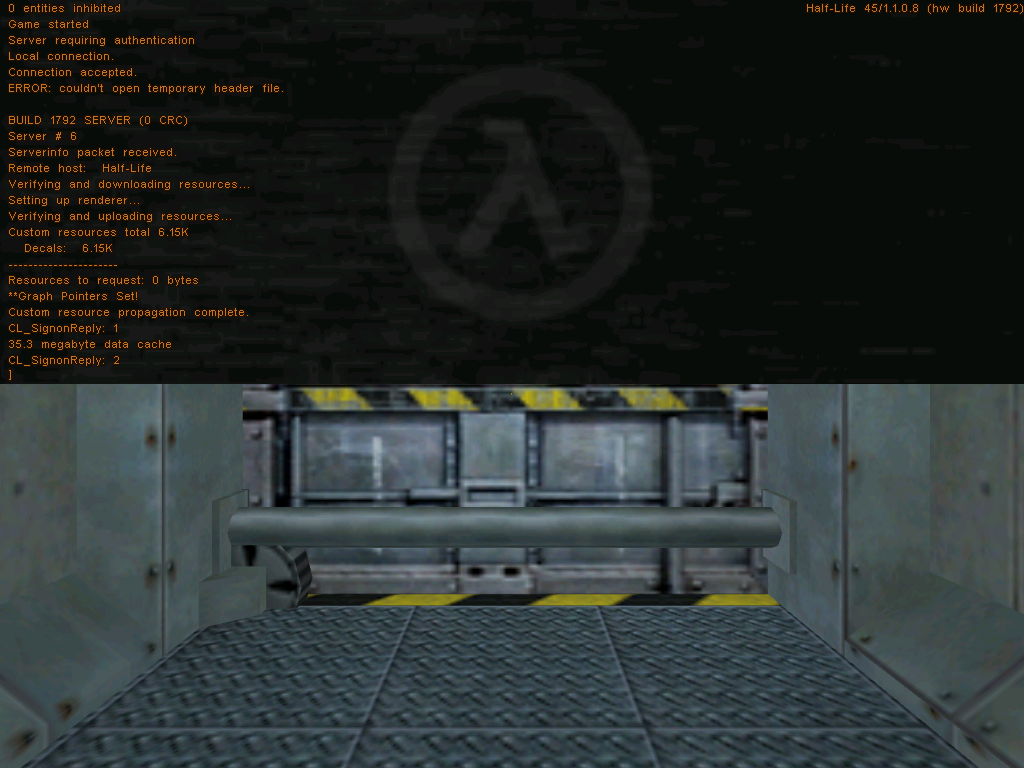 0 entities inhibited
Half-Life 45/1.1.0.8 (hw build 1792)
Game started
Server requiring authentication
Local connection.
Connection accepted.
ERROR: couldn't open temporary header file.
BUILD 1792 SERVER (0 CRC)
Server # 6
Serverinfo packet received.
Remote host: Half-Life
Verifying and downloading resources...
Setting up renderer...
Verifying and uploading resources...
Custom resources total 6.15K
Decals: 6.15K
----------------------
Resources to request: 0 bytes
**Graph Pointers Set!
Custom resource propagation complete.
CL_SignonReply: 1
35.3 megabyte data cache
CL_SignonReply: 2
]